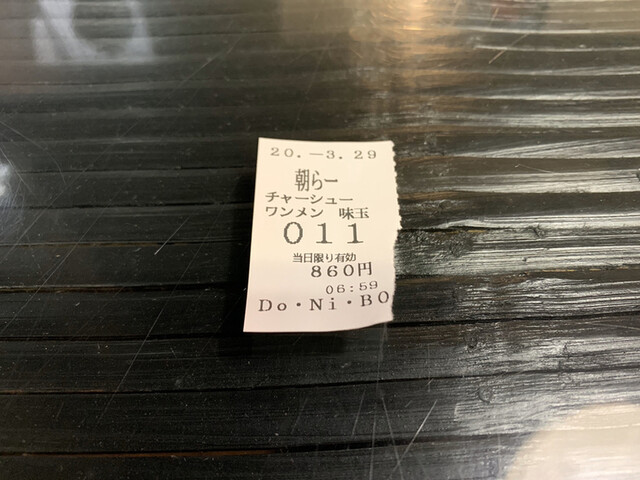 20.-3.29
朝らー
チャーシュー
ワンメン 味玉
011
当日限り有効
860円
06:59
Do・Ni・BO